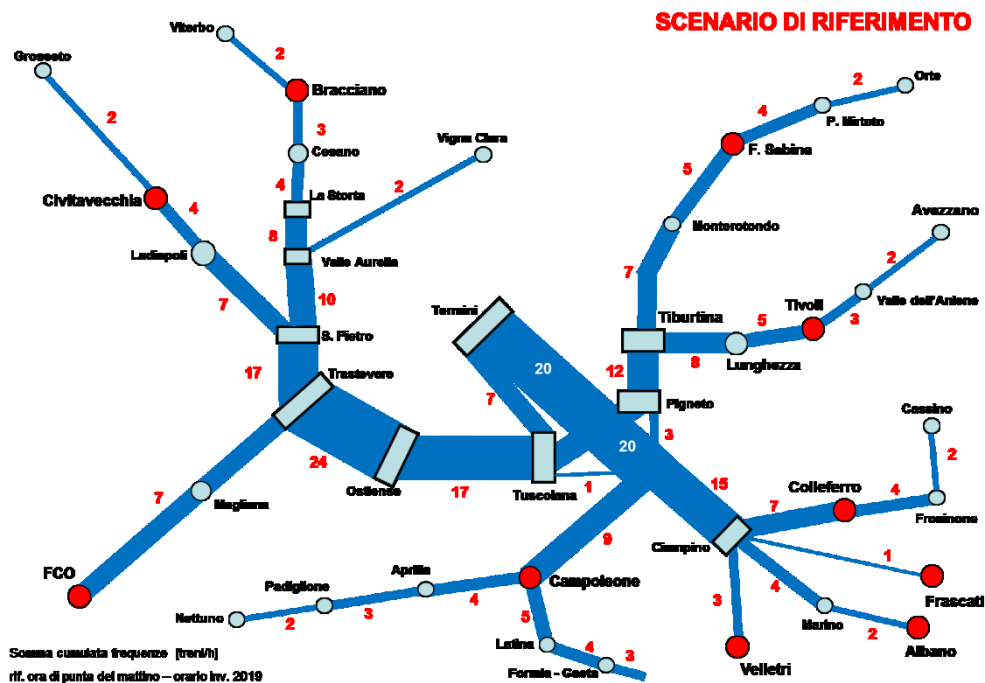 SCENARIO DI RIFERIMENTO
Viterbo
2
Grosseto
Bracciano
2
Orte
4
P. Mirteto
F. Sabina
2
3
Cesano
Vigna Clara
5
4
La Storta
2
Civitavecchia
4
Monterotondo
Avezzano
8
Valle Aurelia
Ladispoli
2
7
7
10
Termini
Tiburtina
Tivoli
Valle dell'Aniene
5
3
S. Pietro
8
Lunghezza
17
Trastevere
20
12
7
Pigneto
Cassino
3
20
24
Ostiense
17
Tuscolana
1
15
2
Colleferro
7
4
Frosinone
7
Magliana
9
Ciampino
1
FCO
Aprilia
Campoleone
Frascati
Padiglione
4
3
4
Nettuno
2
3
5
Marino
2
Albano
Latina
4
3
Velletri
Formia - Gaeta
Somma cumulata frequenze [treni/h]
rif. ora di punta del mattino – orario inv. 2019